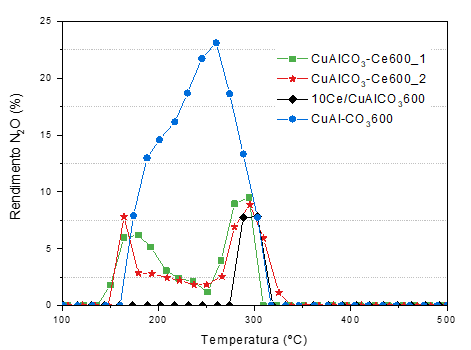 25
20
15
10
5
0
Rendimento N₂O (%)
CuAlCO₃-Ce600_1
CuAlCO₃-Ce600_2
10Ce/CuAlCO₃600
CuAl-CO₃600
100 200 300 400 500
Temperatura (ºC)